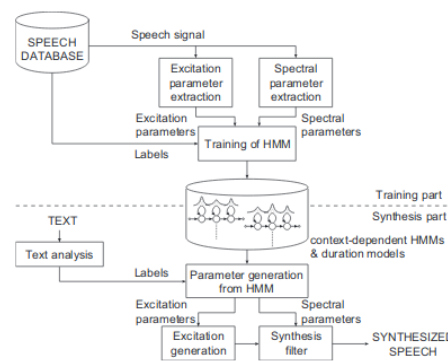 SPEECH
DATABASE
Speech signal
Excitation
parameter
extraction
Spectral
parameter
extraction
Excitation
parameters
Spectral
parameters
Labels
Training of HMM
Training part
Synthesis part
TEXT
context-dependent HMMs
& duration models
Text analysis
Labels
Parameter generation
from HMM
Excitation
parameters
Spectral
parameters
Excitation
generation
Synthesis
filter
SYNTHESIZED
SPEECH